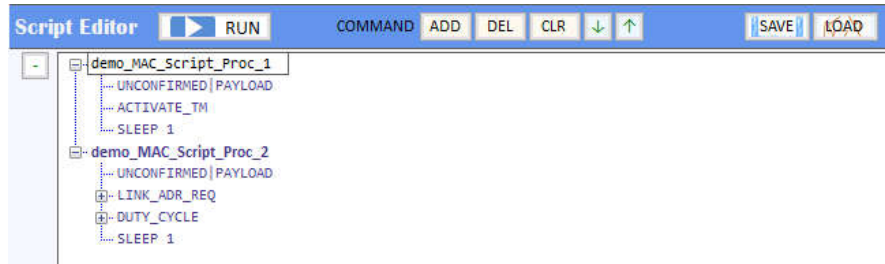 Script Editor RUN COMMAND ADD DEL CLR ↓ ↑ SAVE LOAD
-
demo_MAC_Script_Proc_1
UNCONFIRMED|PAYLOAD
ACTIVATE_TM
SLEEP 1
demo_MAC_Script_Proc_2
UNCONFIRMED|PAYLOAD
LINK_ADR_REQ
DUTY_CYCLE
SLEEP 1